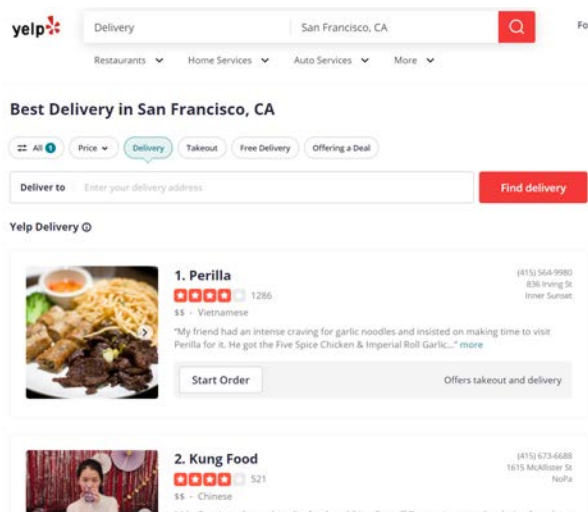 yelp
Delivery
San Francisco, CA
Fo
Restaurants
Home Services
Auto Services
More
Best Delivery in San Francisco, CA
All 1
Price
Delivery
Takeout
Free Delivery
Offering a Deal
Deliver to
Enter your delivery address
Find delivery
Yelp Delivery
1. Perilla
(415) 564-9980
836 Irving St
Inner Sunset
1286
$$ - Vietnamese
"My friend had an intense craving for garlic noodles and insisted on making time to visit
Perilla for it. He got the Five Spice Chicken & Imperial Roll Garlic..." more
Start Order
Offers takeout and delivery
2. Kung Food
(415) 673-6688
1615 McAllister St
NoPa
521
$$ - Chinese